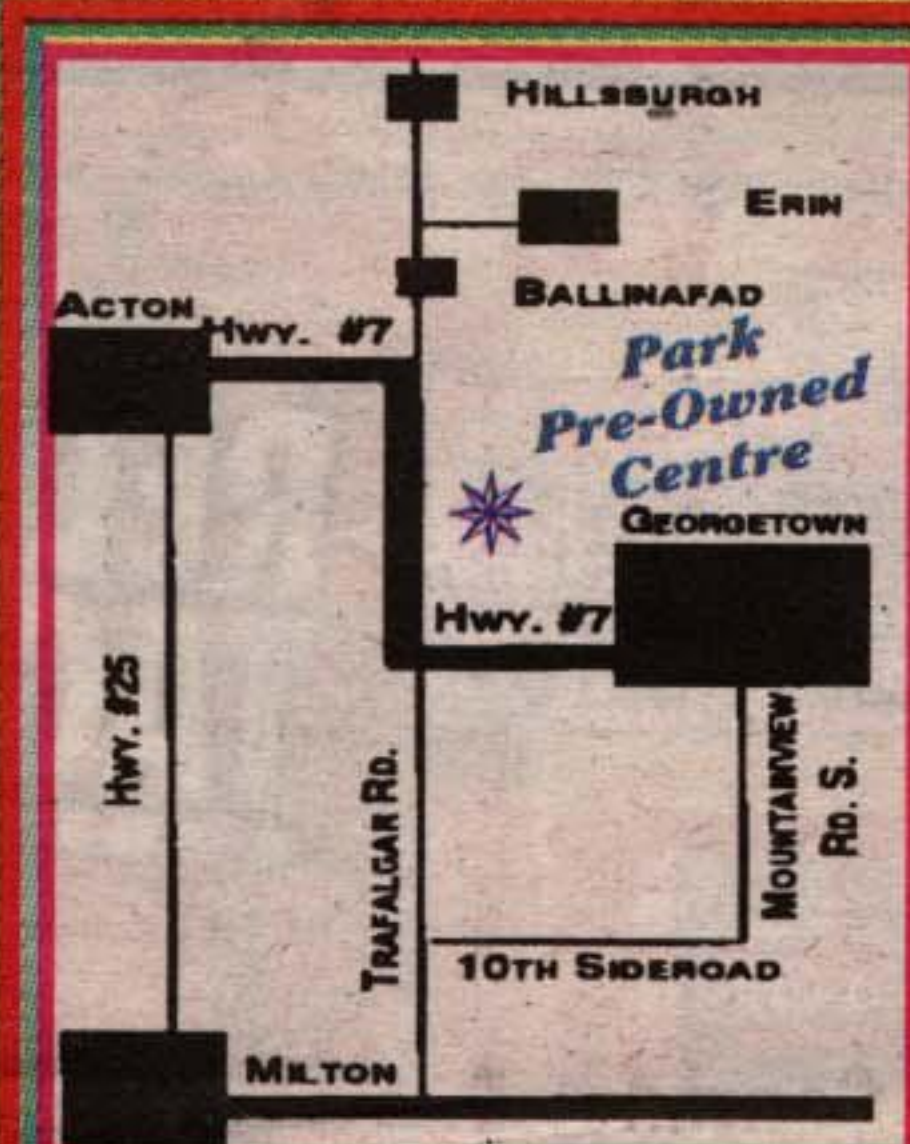 HILLSBURGH
ERIN
BALLINAFAD
ACTON
HWY. #7
Park
Pre-Owned
Centre
GEORGETOWN
HWY. #7
HWY. #25
TRAFALGAR RD.
MOUNTAINVIEW
RD. S.
10TH SIDEROAD
MILTON